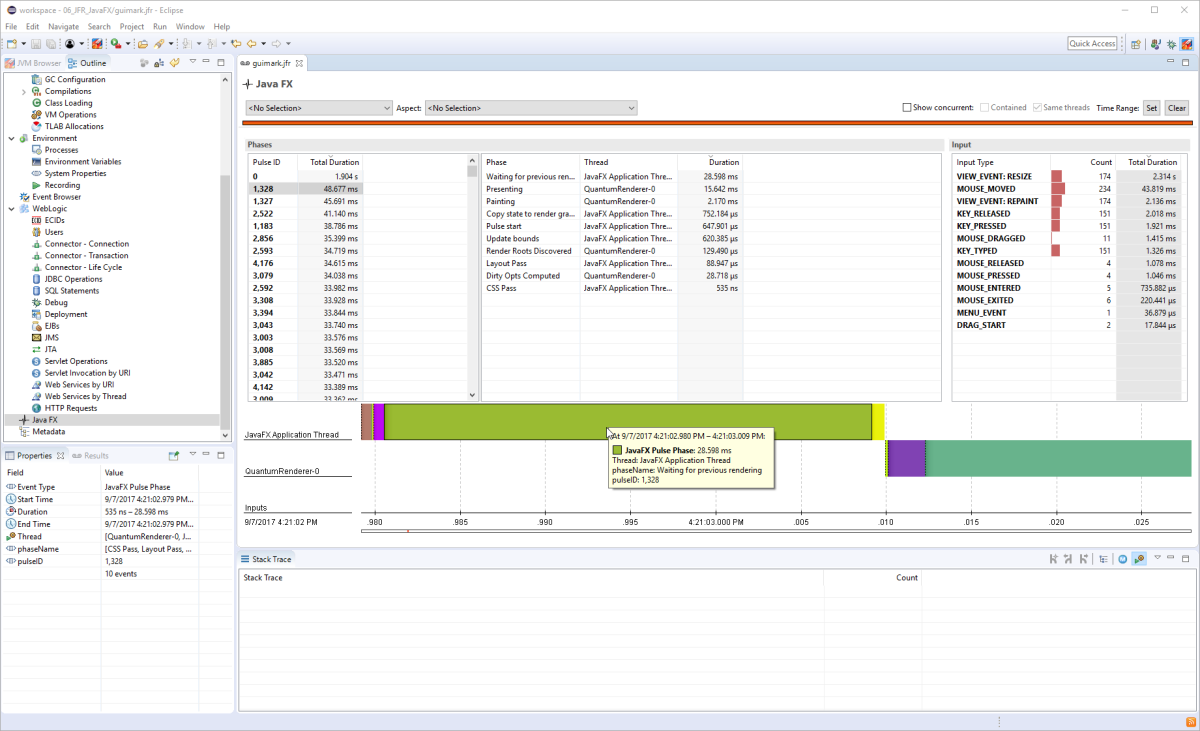 workspace - 06_JFR_JavaFX/guimark.jfr - Eclipse
File Edit Navigate Search Project Run Window Help
Quick Access
JVM Browser Outline
GC Configuration
Compilations
Class Loading
VM Operations
TLAB Allocations
Environment
Processes
Environment Variables
System Properties
Recording
Event Browser
WebLogic
ECIDs
Users
Connector - Connection
Connector - Transaction
Connector - Life Cycle
JDBC Operations
SQL Statements
Debug
Deployment
EJBs
JMS
JTA
Servlet Operations
Servlet Invocation by URI
Web Services by URI
Web Services by Thread
HTTP Requests
Java FX
Metadata
Properties Results
Field Value
Event Type JavaFX Pulse Phase
Start Time 9/7/2017 4:21:02.979 PM...
Duration 535 ns – 28.598 ms
End Time 9/7/2017 4:21:02.979 PM...
Thread [QuantumRenderer-0, J...
phaseName [CSS Pass, Layout Pass, ...
pulseID 1,328
10 events
guimark.jfr
Java FX
<No Selection> Aspect: <No Selection> Show concurrent: Contained Same threads Time Range: Set Clear
Phases
Pulse ID Total Duration
0 1.904 s
1,328 48.677 ms
1,327 45.691 ms
2,522 41.140 ms
1,183 38.786 ms
2,856 35.399 ms
2,593 34.719 ms
4,176 34.615 ms
3,079 34.038 ms
2,592 33.982 ms
3,308 33.928 ms
3,394 33.844 ms
3,043 33.740 ms
3,003 33.576 ms
3,008 33.569 ms
3,885 33.520 ms
3,042 33.471 ms
4,142 33.389 ms
3,009 33.362 ms
Phase Thread Duration
Waiting for previous ren... JavaFX Application Thre... 28.598 ms
Presenting QuantumRenderer-0 15.642 ms
Painting QuantumRenderer-0 2.170 ms
Copy state to render gra... JavaFX Application Thre... 752.184 µs
Pulse start JavaFX Application Thre... 647.901 µs
Update bounds JavaFX Application Thre... 620.385 µs
Render Roots Discovered QuantumRenderer-0 129.490 µs
Layout Pass JavaFX Application Thre... 88.947 µs
Dirty Opts Computed QuantumRenderer-0 28.718 µs
CSS Pass JavaFX Application Thre... 535 ns
Input
Input Type Count Total Duration
VIEW_EVENT: RESIZE 174 2.314 s
MOUSE_MOVED 234 43.819 ms
VIEW_EVENT: REPAINT 174 2.136 ms
KEY_RELEASED 151 2.018 ms
KEY_PRESSED 151 1.921 ms
MOUSE_DRAGGED 11 1.415 ms
KEY_TYPED 151 1.326 ms
MOUSE_RELEASED 4 1.078 ms
MOUSE_PRESSED 4 1.046 ms
MOUSE_ENTERED 5 735.882 µs
MOUSE_EXITED 6 220.441 µs
MENU_EVENT 1 36.879 µs
DRAG_START 2 17.844 µs
JavaFX Application Thread
QuantumRenderer-0
Inputs
At 9/7/2017 4:21:02.980 PM – 4:21:03.009 PM:
JavaFX Pulse Phase: 28.598 ms
Thread: JavaFX Application Thread
phaseName: Waiting for previous rendering
pulseID: 1,328
9/7/2017 4:21:02 PM .980 .985 .990 .995 4:21:03.000 PM .005 .010 .015 .020 .025
Stack Trace
Stack Trace Count